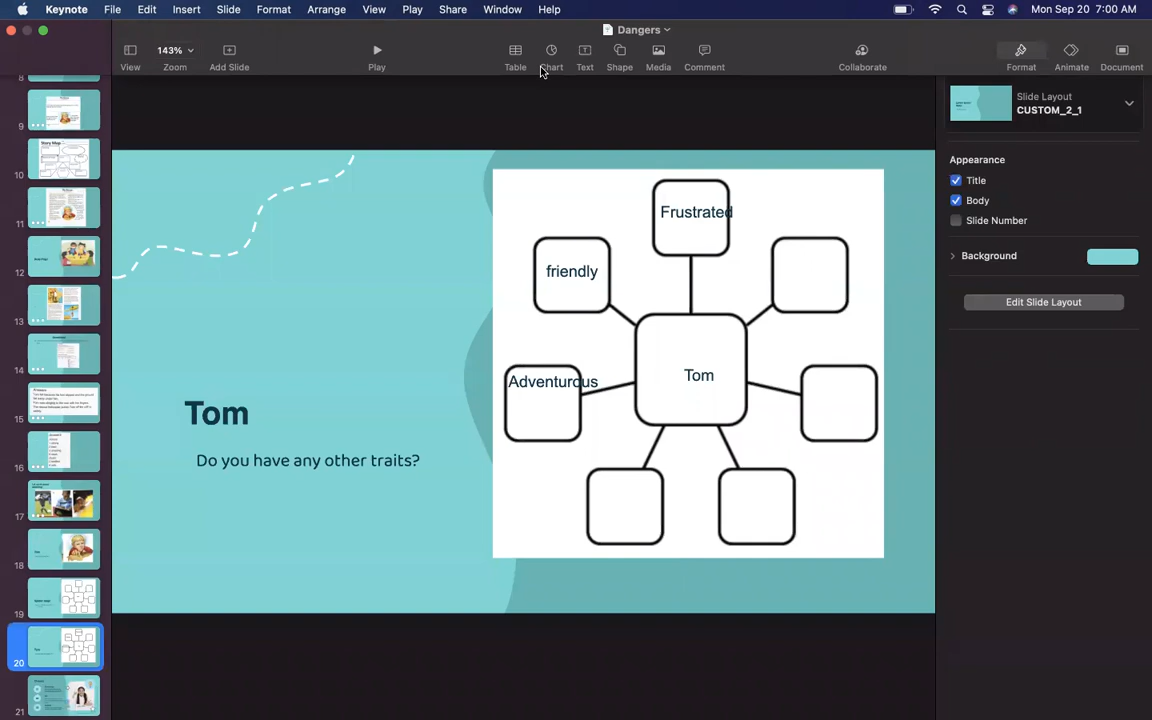 Keynote File Edit Insert Slide Format Arrange View Play Share Window Help Mon Sep 20 7:00 AM
Dangers
143%
View Zoom Add Slide Play Table Chart Text Shape Media Comment Collaborate Format Animate Document
Slide Layout
CUSTOM_2_1
Appearance
Title
Body
Slide Number
Background
Edit Slide Layout
8
9
10
Story Map
11
12
13
14
15
16
17
18
19
20
21
Frustrated
friendly
Adventurous
Tom
Tom
Do you have any other traits?